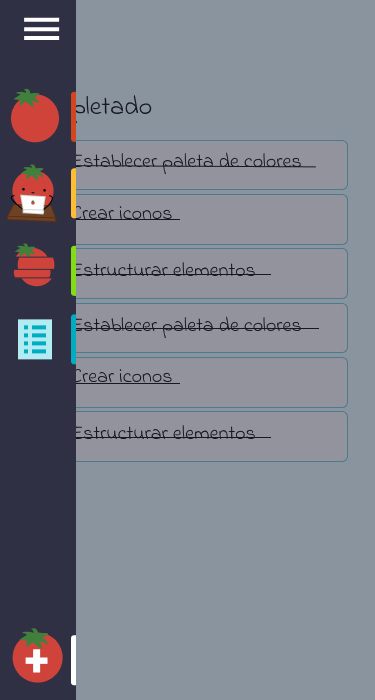 pletado
Establecer paleta de colores
Crear iconos
Estructurar elementos
Establecer paleta de colores
Crear iconos
Estructurar elementos